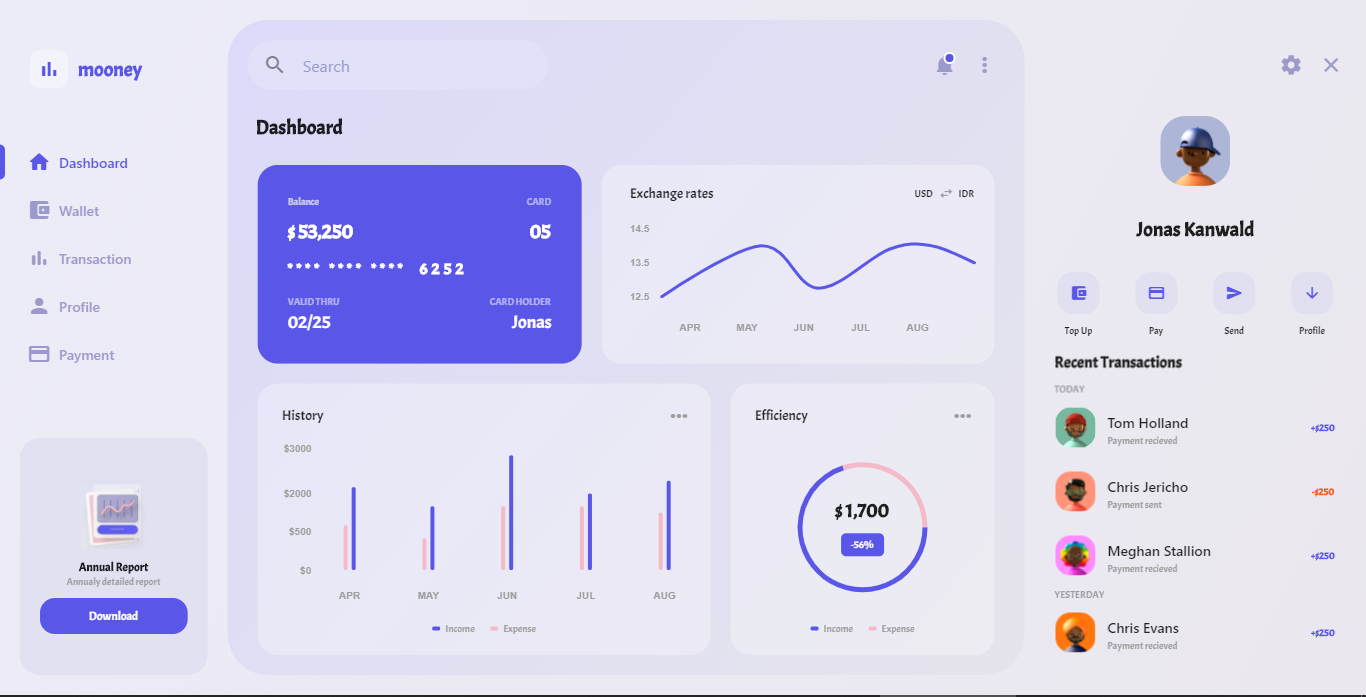 mooney
Dashboard
Wallet
Transaction
Profile
Payment
Annual Report
Annualy detailed report
Download
Search
Dashboard
Balance CARD
$53,250 05
**** **** **** 6252
VALID THRU CARD HOLDER
02/25 Jonas
Exchange rates USD IDR
14.5
13.5
12.5
APR MAY JUN JUL AUG
History
$3000
$2000
$500
$0
APR MAY JUN JUL AUG
Income Expense
Efficiency
$1,700
-56%
Income Expense
Jonas Kanwald
Top Up Pay Send Profile
Recent Transactions
TODAY
Tom Holland
Payment recieved
+$250
Chris Jericho
Payment sent
-$250
Meghan Stallion
Payment recieved
+$250
YESTERDAY
Chris Evans
Payment recieved
+$250